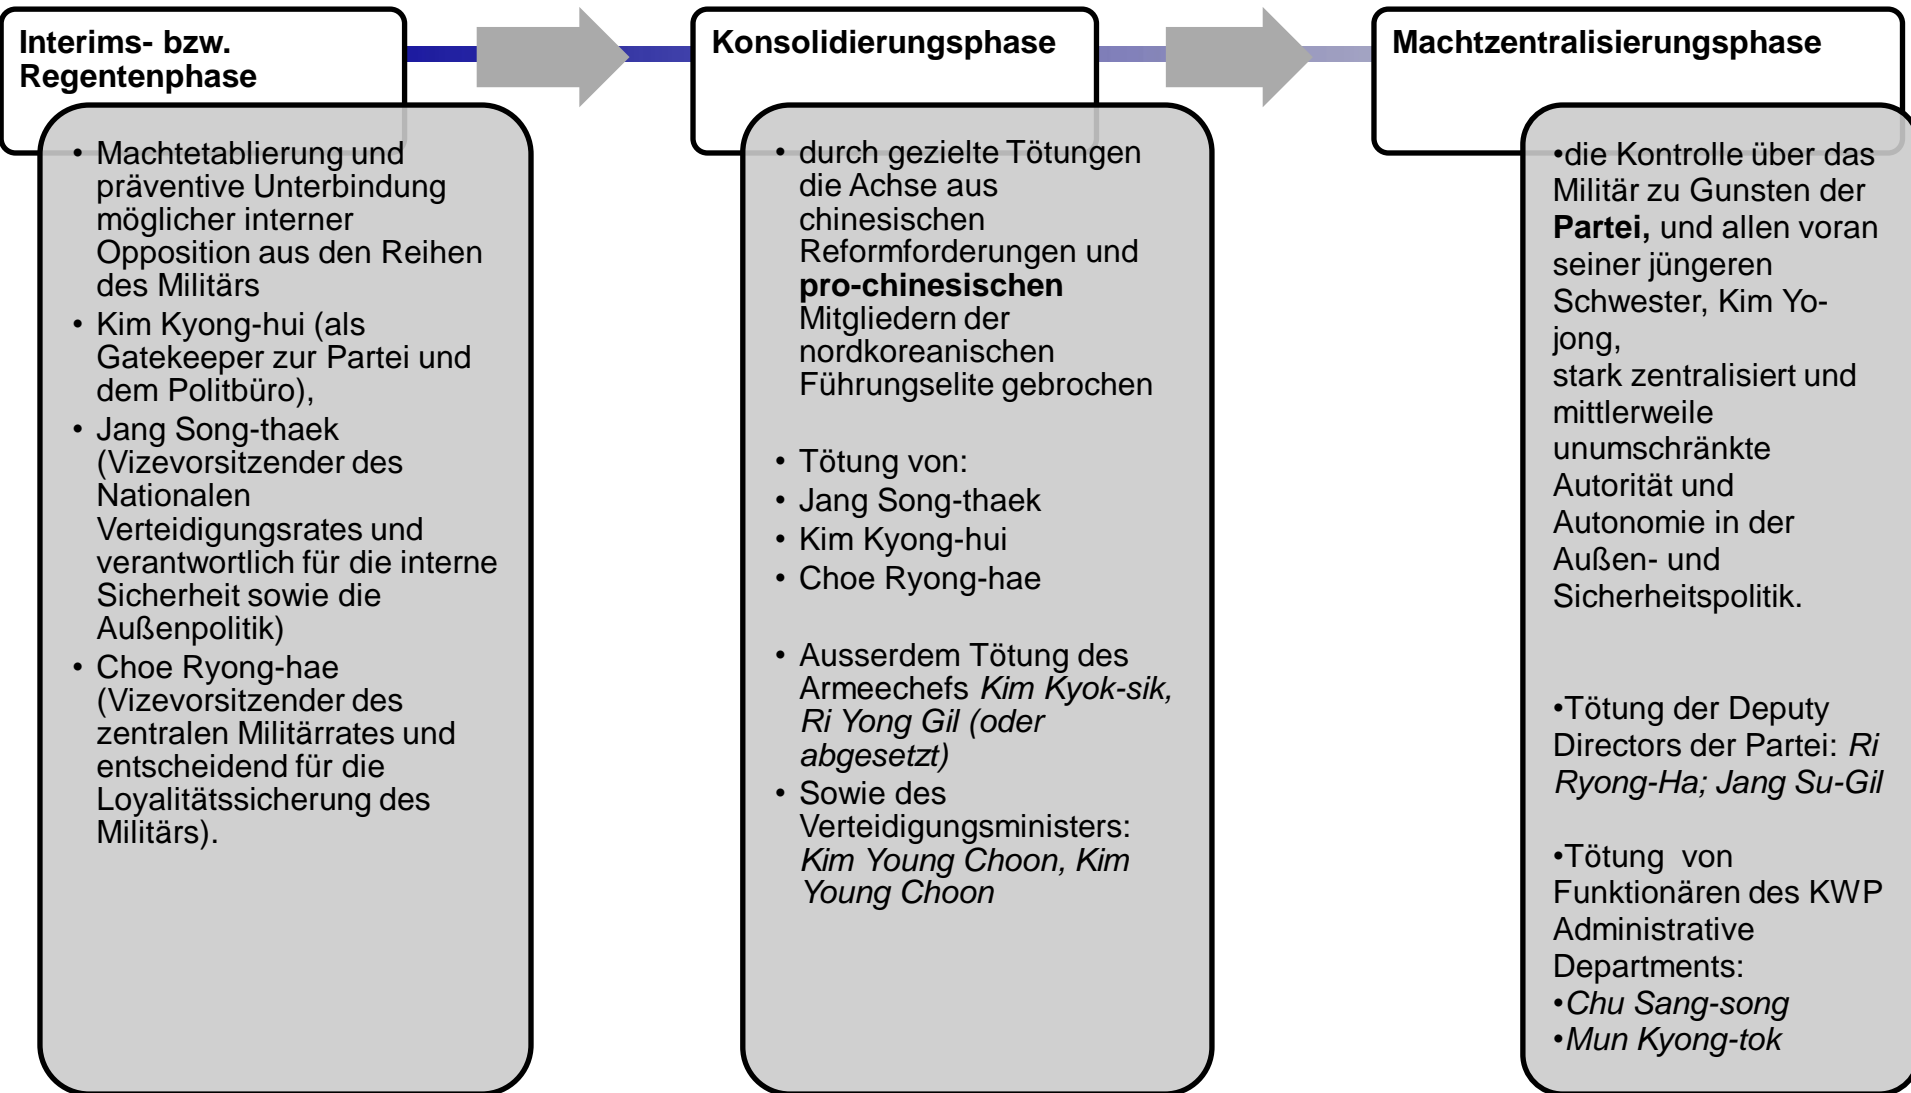 Interims- bzw.
Regentenphase
• Machtetablierung und
präventive Unterbindung
möglicher interner
Opposition aus den Reihen
des Militärs
• Kim Kyong-hui (als
Gatekeeper zur Partei und
dem Politbüro),
• Jang Song-thaek
(Vizevorsitzender des
Nationalen
Verteidigungsrates und
verantwortlich für die interne
Sicherheit sowie die
Außenpolitik)
• Choe Ryong-hae
(Vizevorsitzender des
zentralen Militärrates und
entscheidend für die
Loyalitätssicherung des
Militärs).
Konsolidierungsphase
• durch gezielte Tötungen
die Achse aus
chinesischen
Reformforderungen und
pro-chinesischen
Mitgliedern der
nordkoreanischen
Führungselite gebrochen
• Tötung von:
• Jang Song-thaek
• Kim Kyong-hui
• Choe Ryong-hae
• Ausserdem Tötung des
Armeechefs Kim Kyok-sik,
Ri Yong Gil (oder
abgesetzt)
• Sowie des
Verteidigungsministers:
Kim Young Choon, Kim
Young Choon
Machtzentralisierungsphase
•die Kontrolle über das
Militär zu Gunsten der
Partei, und allen voran
seiner jüngeren
Schwester, Kim Yo-
jong,
stark zentralisiert und
mittlerweile
unumschränkte
Autorität und
Autonomie in der
Außen- und
Sicherheitspolitik.
•Tötung der Deputy
Directors der Partei: Ri
Ryong-Ha; Jang Su-Gil
•Tötung von
Funktionären des KWP
Administrative
Departments:
•Chu Sang-song
•Mun Kyong-tok